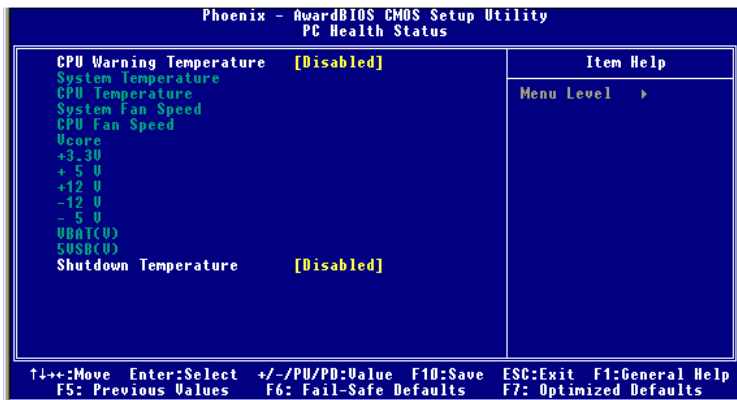 Phoenix - AwardBIOS CMOS Setup Utility
PC Health Status
CPU Warning Temperature [Disabled]
System Temperature
CPU Temperature
System Fan Speed
CPU Fan Speed
Vcore
+3.3V
+ 5 V
+12 V
-12 V
- 5 V
VBAT(V)
5VSB(V)
Shutdown Temperature [Disabled]
Item Help
Menu Level ▸
↑↓→←:Move Enter:Select +/-/PU/PD:Value F10:Save ESC:Exit F1:General Help
F5: Previous Values F6: Fail-Safe Defaults F7: Optimized Defaults